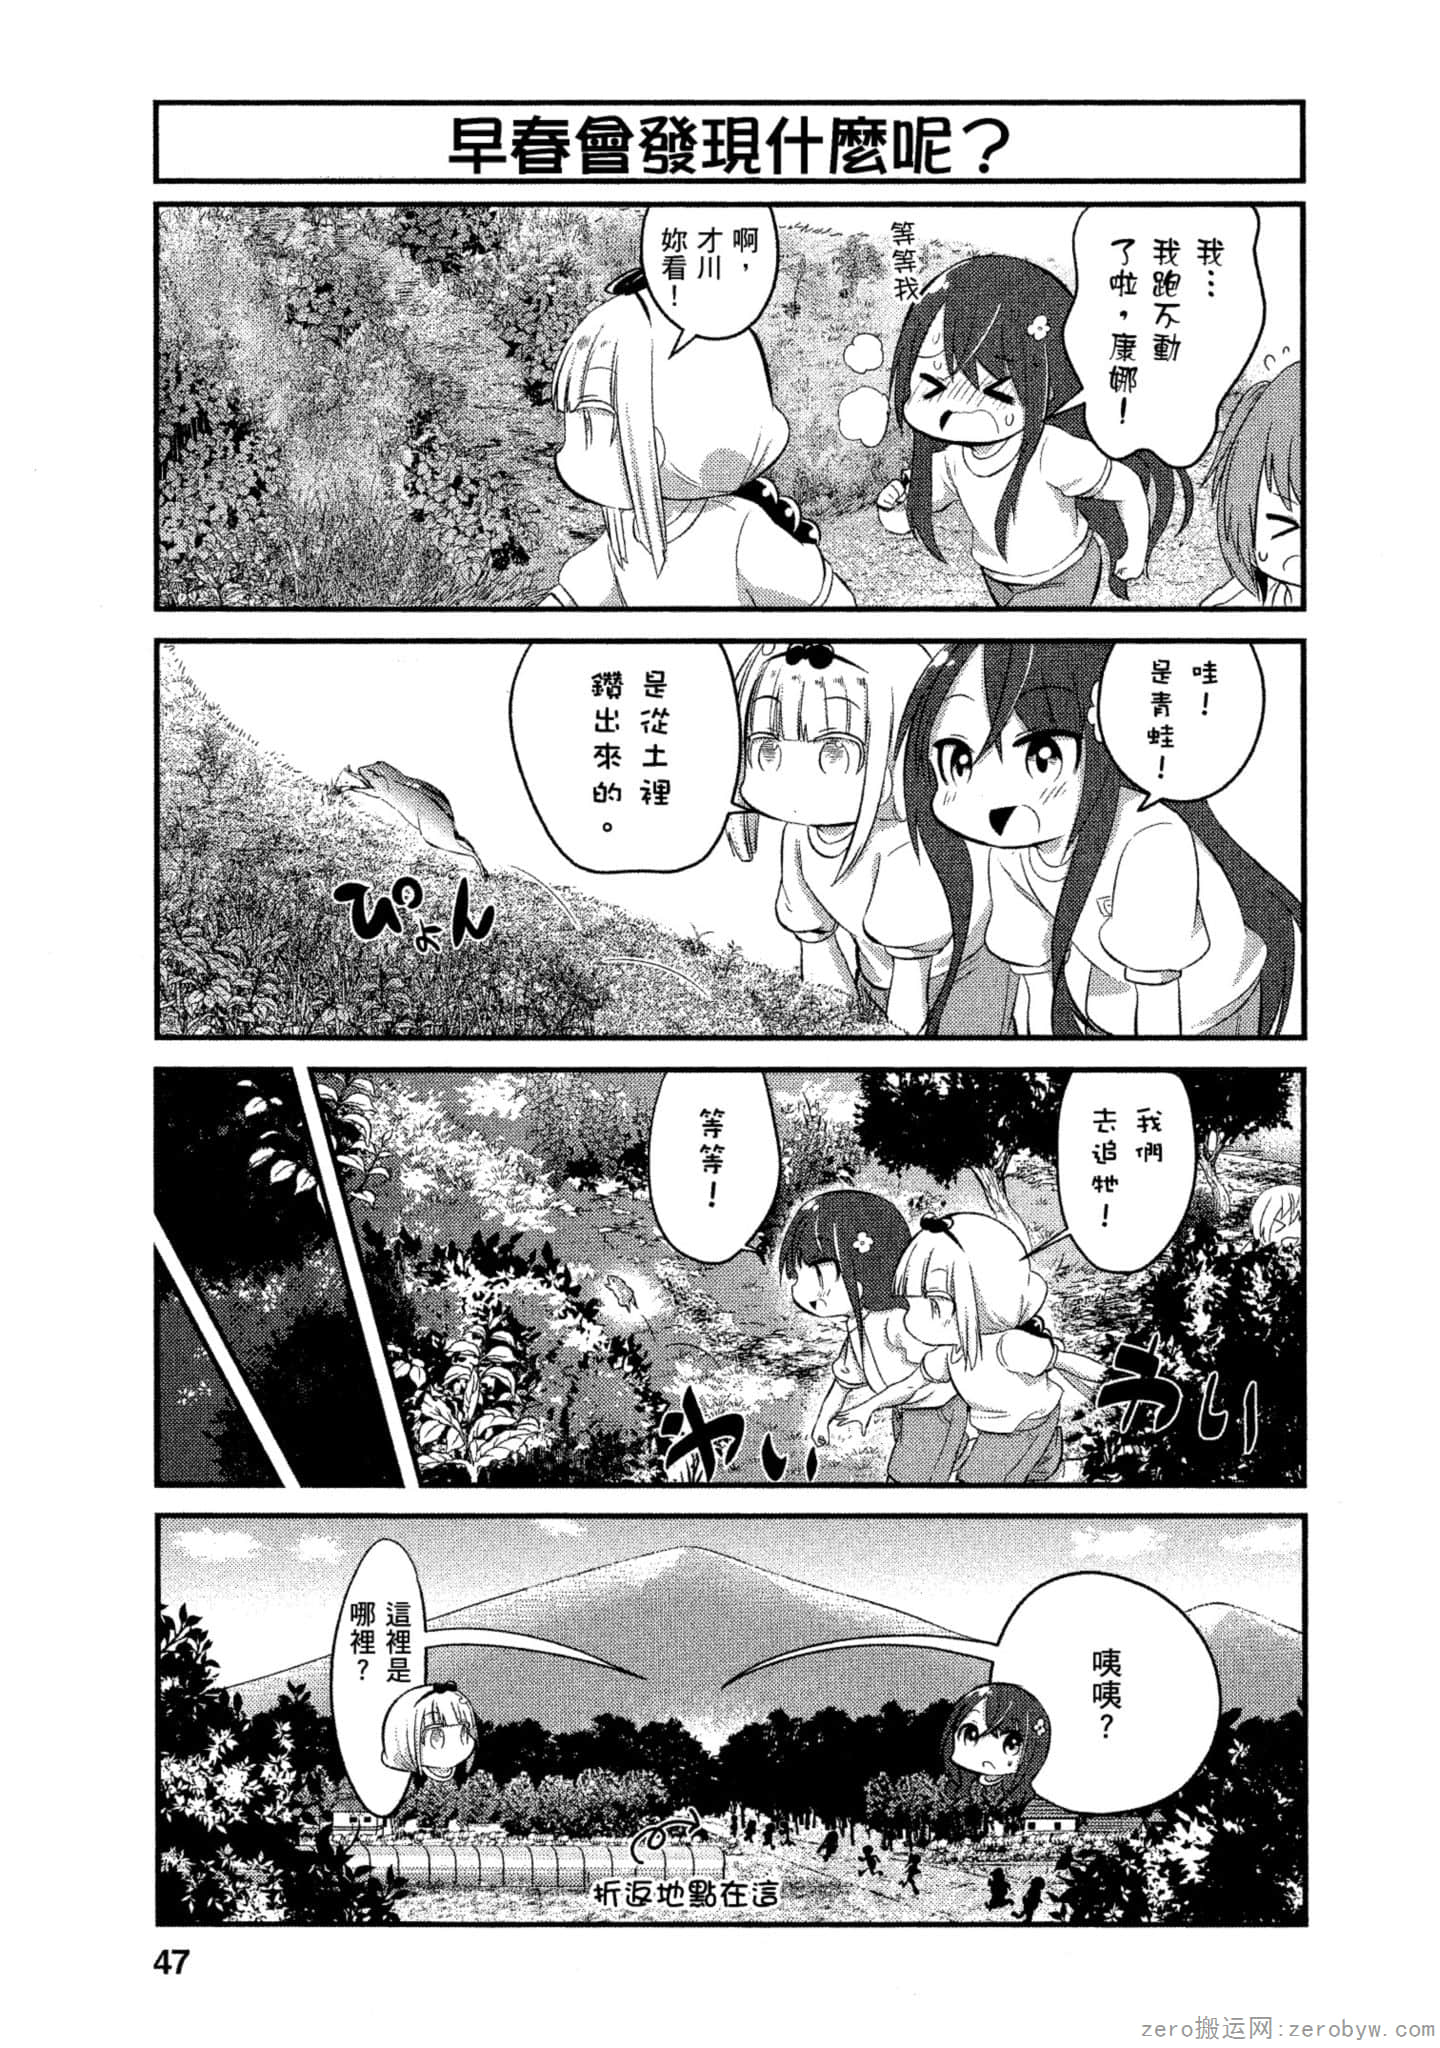 早春會發現什麼呢？
我…
我跑不動
了啦，康娜！
等等我
啊，
才川
妳看！
哇！
是青蛙！
是從土裡
鑽出來的。
ぴょん
我們
去追牠！
等等！
わい
わい
咦咦？
這裡是
哪裡？
折返地點在這
47
zero搬运网:zerobyw.com